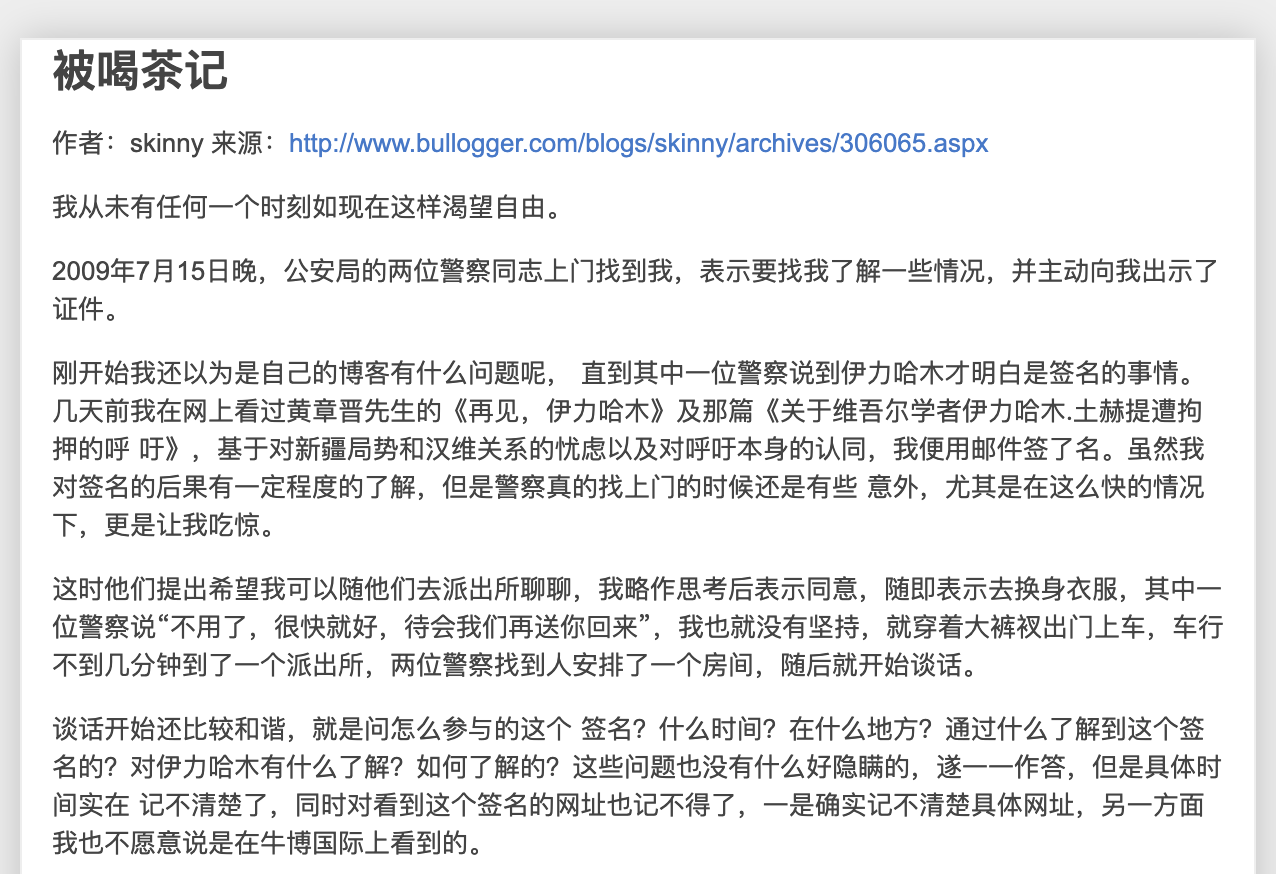 被喝茶记
作者：skinny 来源：http://www.bullogger.com/blogs/skinny/archives/306065.aspx
我从未有任何一个时刻如现在这样渴望自由。
2009年7月15日晚，公安局的两位警察同志上门找到我，表示要找我了解一些情况，并主动向我出示了
证件。
刚开始我还以为是自己的博客有什么问题呢， 直到其中一位警察说到伊力哈木才明白是签名的事情。
几天前我在网上看过黄章晋先生的《再见，伊力哈木》及那篇《关于维吾尔学者伊力哈木.土赫提遭拘
押的呼 吁》，基于对新疆局势和汉维关系的忧虑以及对呼吁本身的认同，我便用邮件签了名。虽然我
对签名的后果有一定程度的了解，但是警察真的找上门的时候还是有些 意外，尤其是在这么快的情况
下，更是让我吃惊。
这时他们提出希望我可以随他们去派出所聊聊，我略作思考后表示同意，随即表示去换身衣服，其中一
位警察说“不用了，很快就好，待会我们再送你回来”，我也就没有坚持，就穿着大裤衩出门上车，车行
不到几分钟到了一个派出所，两位警察找到人安排了一个房间，随后就开始谈话。
谈话开始还比较和谐，就是问怎么参与的这个 签名？什么时间？在什么地方？通过什么了解到这个签
名的？对伊力哈木有什么了解？如何了解的？这些问题也没有什么好隐瞒的，遂一一作答，但是具体时
间实在 记不清楚了，同时对看到这个签名的网址也记不得了，一是确实记不清楚具体网址，另一方面
我也不愿意说是在牛博国际上看到的。